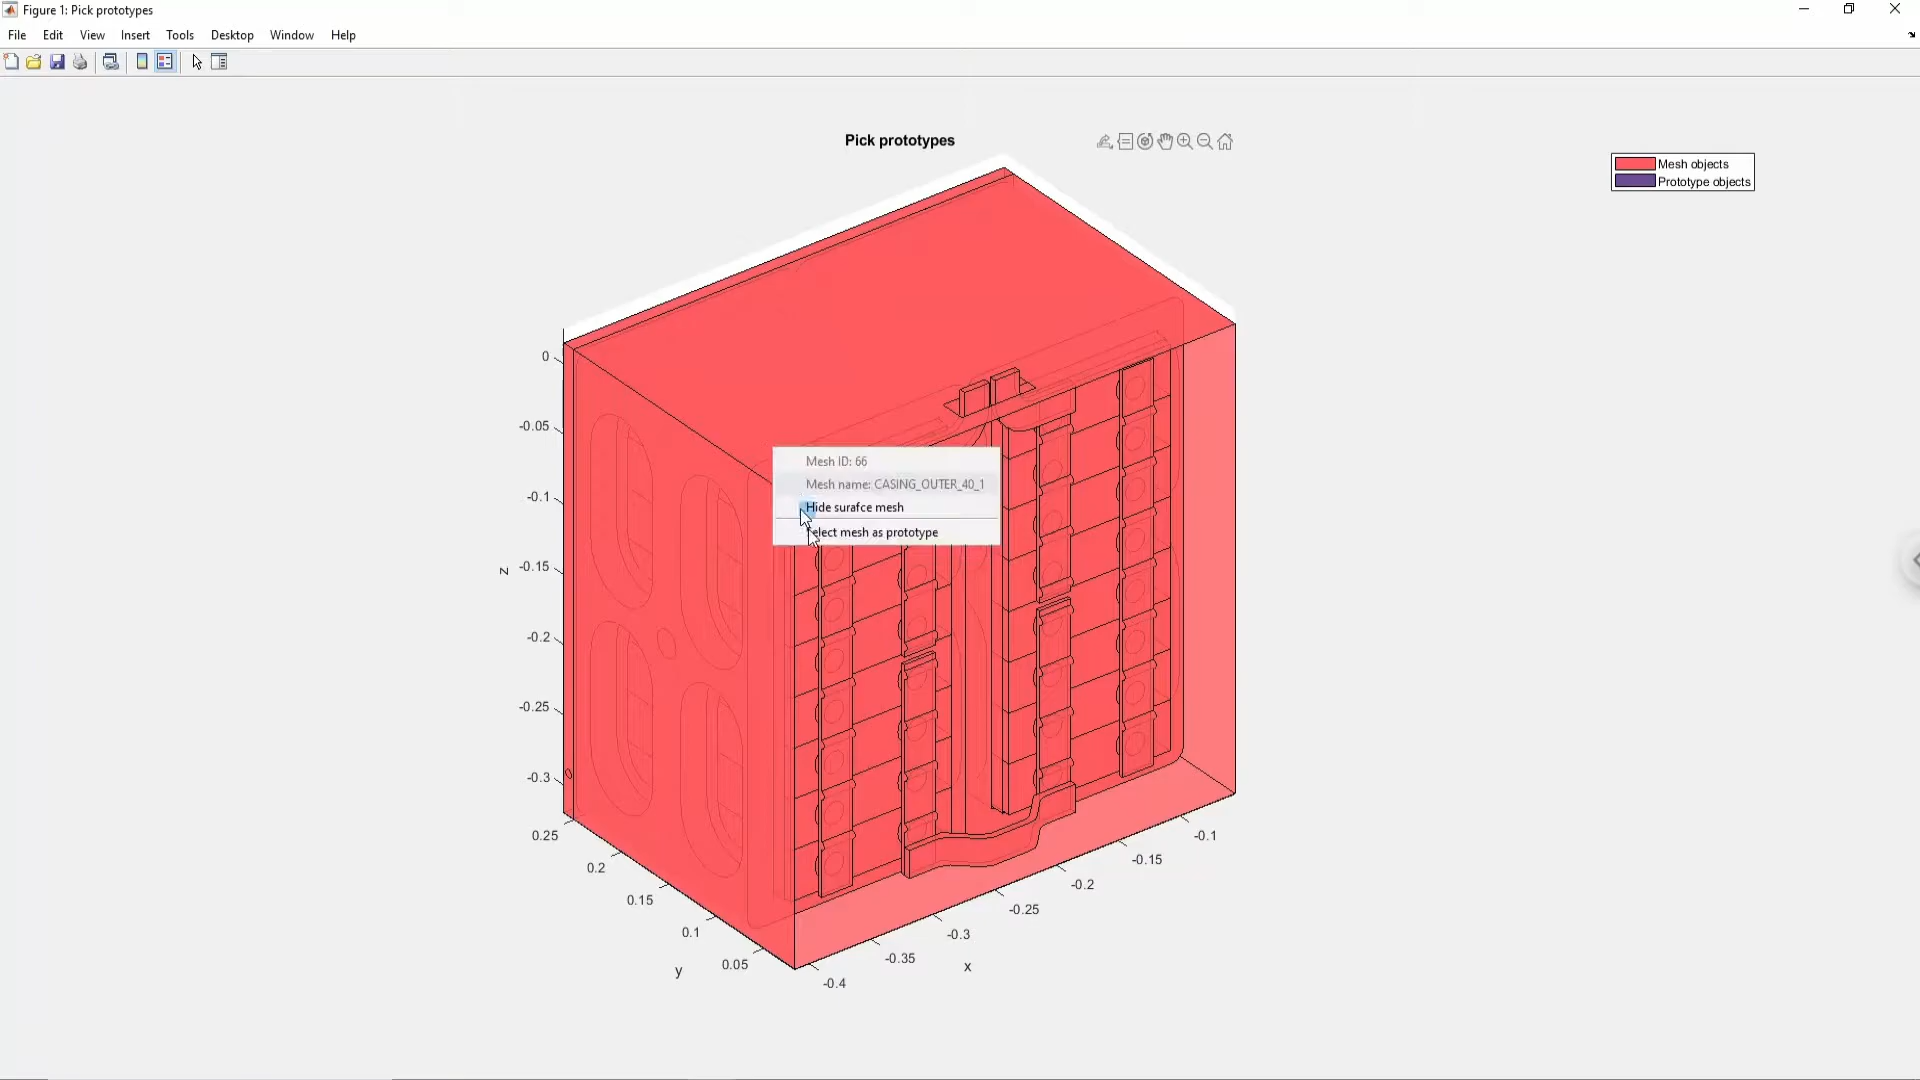 Figure 1: Pick prototypes
File Edit View Insert Tools Desktop Window Help
Pick prototypes
Mesh objects
Prototype objects
Mesh ID: 66
Mesh name: CASING_OUTER_40_1
Hide surafce mesh
elect mesh as prototype
0
-0.05
-0.1
-0.15
-0.2
-0.25
-0.3
z
0.25
0.2
0.15
0.1
0.05
y
-0.4
-0.35
-0.3
-0.25
-0.2
-0.15
-0.1
x